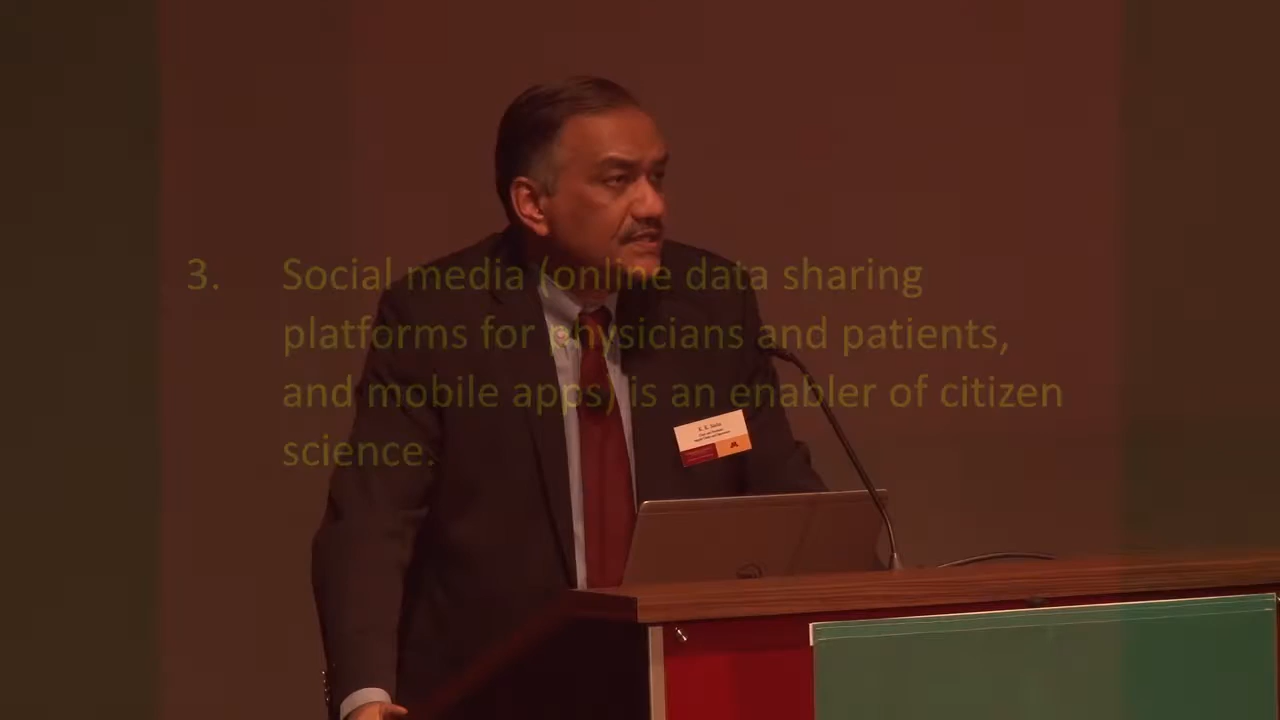 3. Social media (online data sharing
platforms for physicians and patients,
and mobile apps) is an enabler of citizen
science.